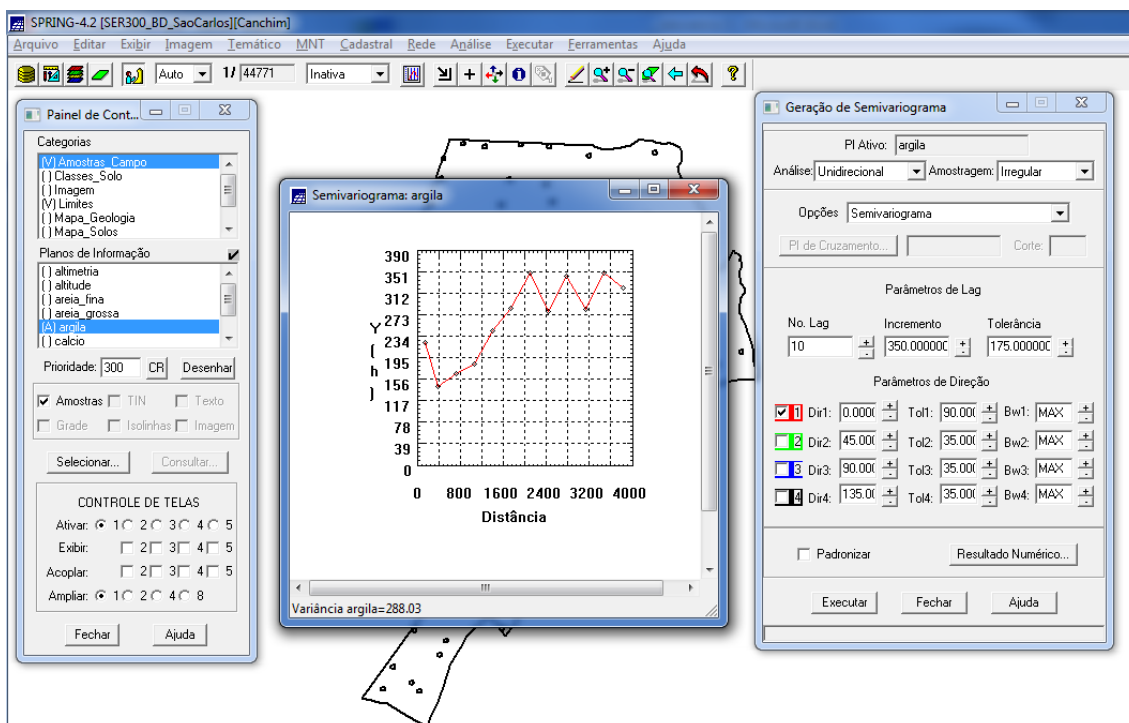 SPRING-4.2 [SER300_BD_SaoCarlos][Canchim]
Arquivo Editar Exibir Imagem Temático MNT Cadastral Rede Análise Executar Ferramentas Ajuda
Auto 1/ 44771 Inativa
Painel de Cont...
Categorias
(V) Amostras_Campo
( ) Classes_Solo
( ) Imagem
(V) Limites
( ) Mapa_Geologia
( ) Mapa_Solos
Planos de Informação
( ) altimetria
( ) altitude
( ) areia_fina
( ) areia_grossa
(A) argila
( ) calcio
Prioridade: 300 CR Desenhar
Amostras TIN Texto
Grade Isolinhas Imagem
Selecionar... Consultar...
CONTROLE DE TELAS
Ativar: 1 2 3 4 5
Exibir: 2 3 4 5
Acoplar: 2 3 4 5
Ampliar: 1 2 4 8
Fechar Ajuda
Semivariograma: argila
390
351
312
273
234
195
156
117
78
39
0
Y(h)
0 800 1600 2400 3200 4000
Distância
Variância argila=288.03
Geração de Semivariograma
PI Ativo: argila
Análise: Unidirecional Amostragem: Irregular
Opções Semivariograma
PI de Cruzamento... Corte:
Parâmetros de Lag
No. Lag Incremento Tolerância
10 350.000000 175.000000
Parâmetros de Direção
1 Dir1: 0.000( Tol1: 90.00( Bw1: MAX
2 Dir2: 45.00( Tol2: 35.00( Bw2: MAX
3 Dir3: 90.00( Tol3: 35.00( Bw3: MAX
4 Dir4: 135.0( Tol4: 35.00( Bw4: MAX
Padronizar Resultado Numérico...
Executar Fechar Ajuda